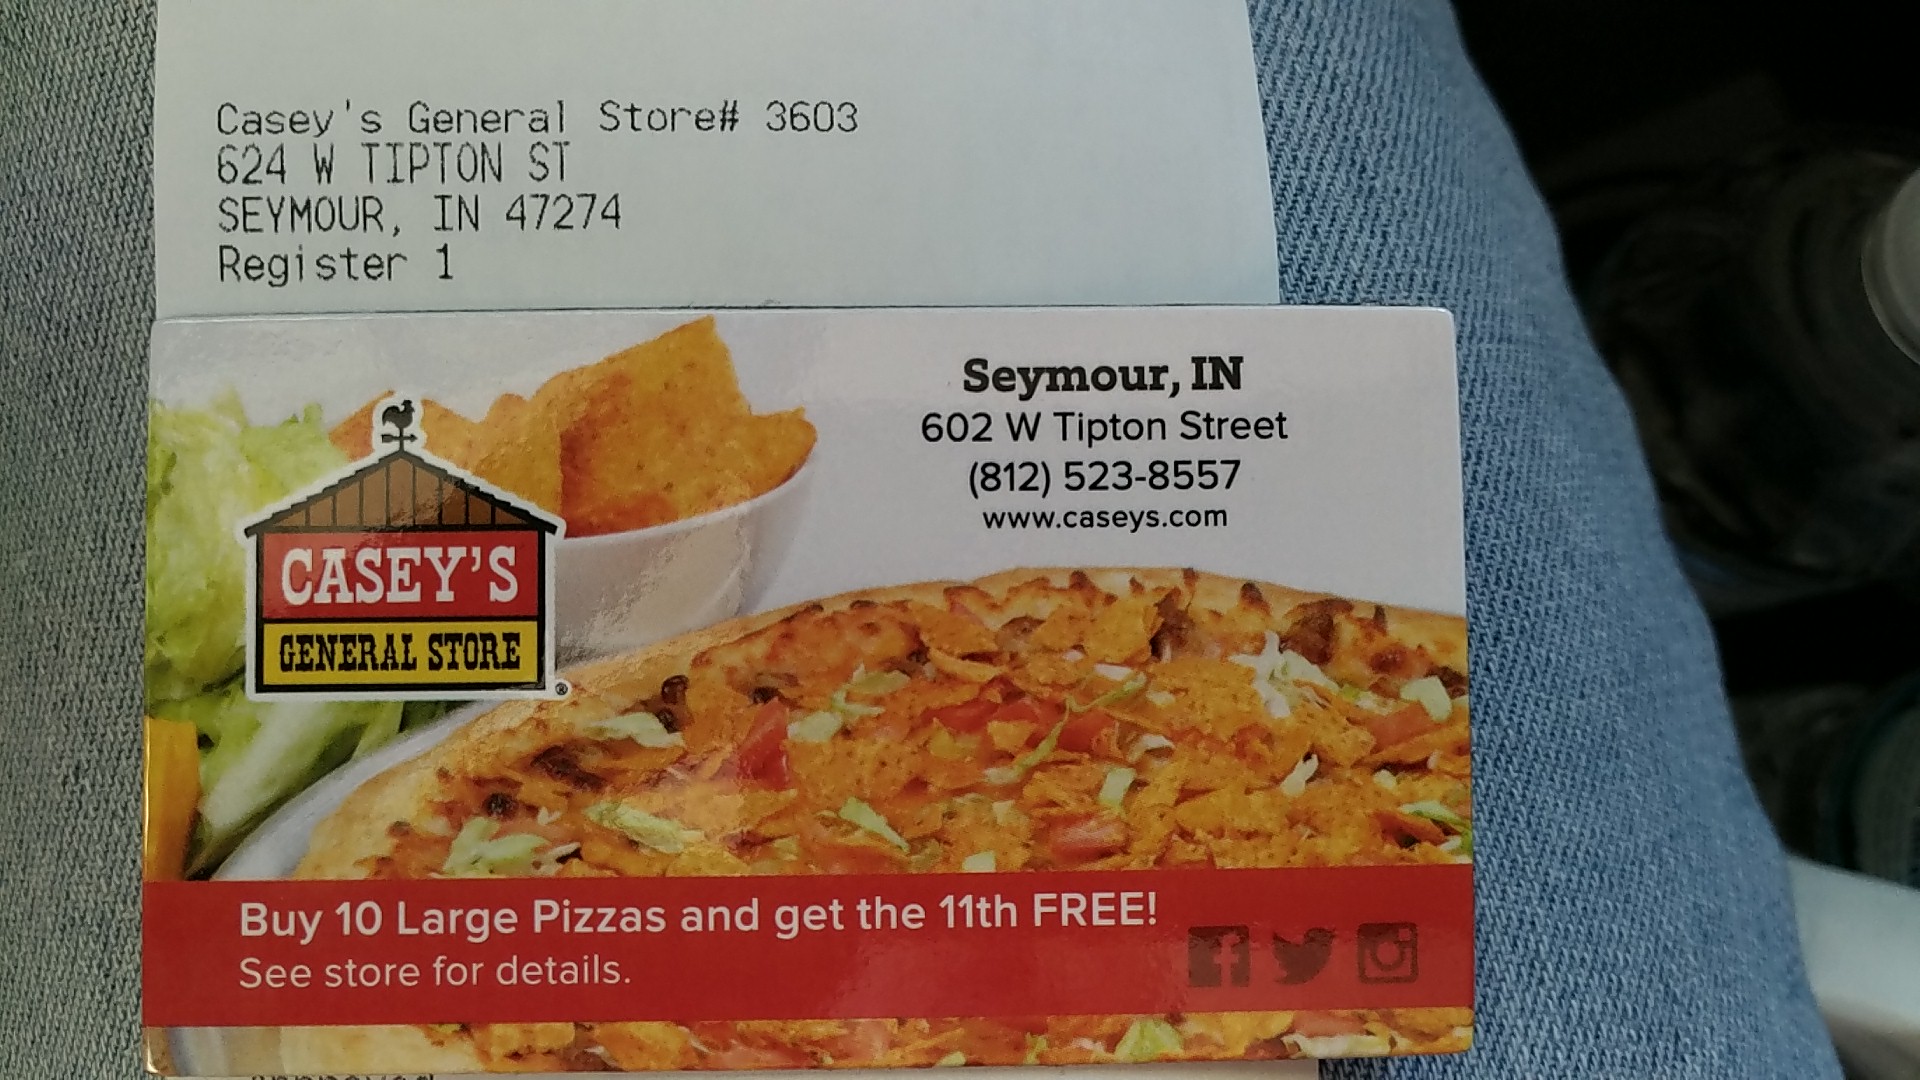 Casey's General Store# 3603
624 W TIPTON ST
SEYMOUR, IN 47274
Register 1
Seymour, IN
602 W Tipton Street
(812) 523-8557
www.caseys.com
CASEY'S
GENERAL STORE®
Buy 10 Large Pizzas and get the 11th FREE!
See store for details.